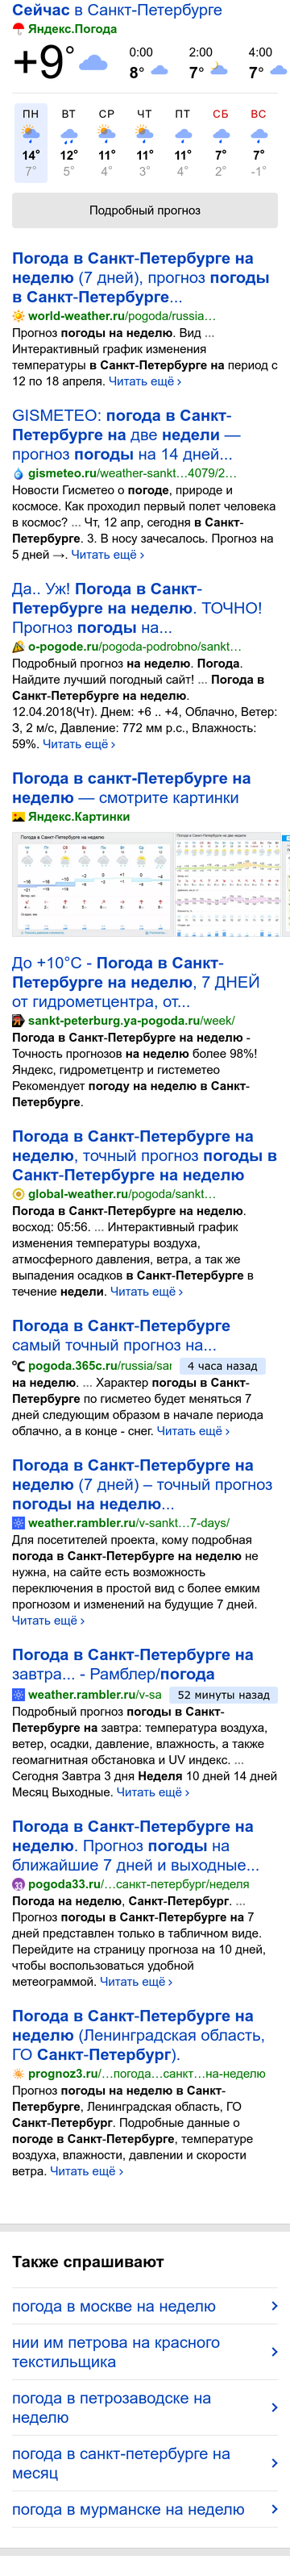 Сейчас в Санкт-Петербурге
Яндекс.Погода
+9° 0:00 2:00 4:00
8° 7° 7°
ПН ВТ СР ЧТ ПТ СБ ВС
14° 12° 11° 11° 11° 7° 7°
7° 5° 4° 3° 4° 2° -1°
Подробный прогноз
Погода в Санкт-Петербурге на
неделю (7 дней), прогноз погоды
в Санкт-Петербурге...
world-weather.ru/pogoda/russia…
Прогноз погоды на неделю. Вид ...
Интерактивный график изменения
температуры в Санкт-Петербурге на период с
12 по 18 апреля. Читать ещё ›
GISMETEO: погода в Санкт-
Петербурге на две недели —
прогноз погоды на 14 дней...
gismeteo.ru/weather-sankt…4079/2…
Новости Гисметео о погоде, природе и
космосе. Как проходил первый полет человека
в космос? ... Чт, 12 апр, сегодня в Санкт-
Петербурге. 3. В носу зачесалось. Прогноз на
5 дней →. Читать ещё ›
Да.. Уж! Погода в Санкт-
Петербурге на неделю. ТОЧНО!
Прогноз погоды на...
o-pogode.ru/pogoda-podrobno/sankt…
Подробный прогноз на неделю. Погода.
Найдите лучший погодный сайт! ... Погода в
Санкт-Петербурге на неделю.
12.04.2018(Чт). Днем: +6 .. +4, Облачно, Ветер:
З, 2 м/с, Давление: 772 мм р.с., Влажность:
59%. Читать ещё ›
Погода в санкт-петербурге на
неделю — смотрите картинки
Яндекс.Картинки
До +10°C - Погода в Санкт-
Петербурге на неделю, 7 ДНЕЙ
от гидрометцентра, от...
sankt-peterburg.ya-pogoda.ru/week/
Погода в Санкт-Петербурге на неделю -
Точность прогнозов на неделю более 98%!
Яндекс, гидрометцентр и гистеметео
Рекомендует погоду на неделю в Санкт-
Петербурге.
Погода в Санкт-Петербурге на
неделю, точный прогноз погоды в
Санкт-Петербурге на неделю
global-weather.ru/pogoda/sankt…
Погода в Санкт-Петербурге на неделю.
восход: 05:56. ... Интерактивный график
изменения температуры воздуха,
атмосферного давления, ветра, а так же
выпадения осадков в Санкт-Петербурге в
течение недели. Читать ещё ›
Погода в Санкт-Петербурге
самый точный прогноз на...
pogoda.365c.ru/russia/sar 4 часа назад
на неделю. ... Характер погоды в Санкт-
Петербурге по гисметео будет меняться 7
дней следующим образом в начале периода
облачно, а в конце - снег. Читать ещё ›
Погода в Санкт-Петербурге на
неделю (7 дней) – точный прогноз
погоды на неделю...
weather.rambler.ru/v-sankt…7-days/
Для посетителей проекта, кому подробная
погода в Санкт-Петербурге на неделю не
нужна, на сайте есть возможность
переключения в простой вид с более емким
прогнозом и изменений на будущие 7 дней.
Читать ещё ›
Погода в Санкт-Петербурге на
завтра... - Рамблер/погода
weather.rambler.ru/v-sa 52 минуты назад
Подробный прогноз погоды в Санкт-
Петербурге на завтра: температура воздуха,
ветер, осадки, давление, влажность, а также
геомагнитная обстановка и UV индекс. ...
Сегодня Завтра 3 дня Неделя 10 дней 14 дней
Месяц Выходные. Читать ещё ›
Погода в Санкт-Петербурге на
неделю. Прогноз погоды на
ближайшие 7 дней и выходные...
pogoda33.ru/…санкт-петербург/неделя
Погода на неделю, Санкт-Петербург. ...
Прогноз погоды в Санкт-Петербурге на 7
дней представлен только в табличном виде.
Перейдите на страницу прогноза на 10 дней,
чтобы воспользоваться удобной
метеограммой. Читать ещё ›
Погода в Санкт-Петербурге на
неделю (Ленинградская область,
ГО Санкт-Петербург).
prognoz3.ru/…погода…санкт…на-неделю
Прогноз погоды на неделю в Санкт-
Петербурге, Ленинградская область, ГО
Санкт-Петербург. Подробные данные о
погоде в Санкт-Петербурге, температуре
воздуха, влажности, давлении и скорости
ветра. Читать ещё ›
Также спрашивают
погода в москве на неделю
нии им петрова на красного
текстильщика
погода в петрозаводске на
неделю
погода в санкт-петербурге на
месяц
погода в мурманске на неделю